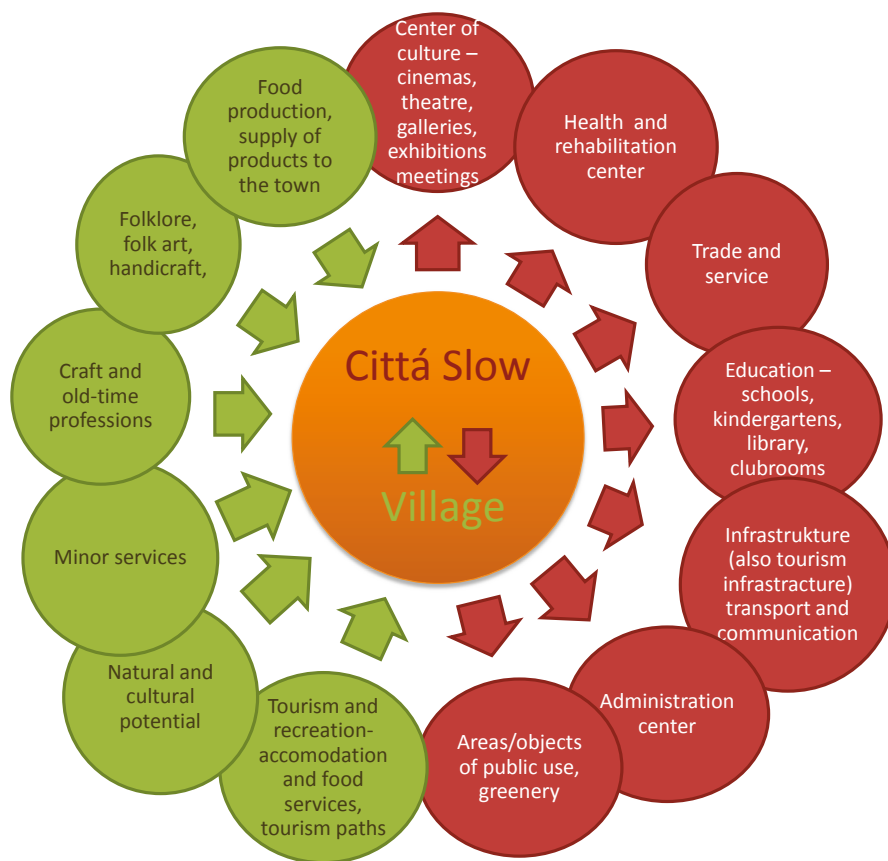 Center of
culture –
cinemas,
theatre,
galleries,
exhibitions
meetings
Health and
rehabilitation
center
Trade and
service
Education –
schools,
kindergartens,
library,
clubrooms
Infrastrukture
(also tourism
infrastracture)
transport and
communication
Administration
center
Areas/objects
of public use,
greenery
Tourism and
recreation-
accomodation
and food
services,
tourism paths
Natural and
cultural
potential
Minor services
Craft and
old-time
professions
Folklore,
folk art,
handicraft,
Food
production,
supply of
products to
the town
Cittá Slow
Village